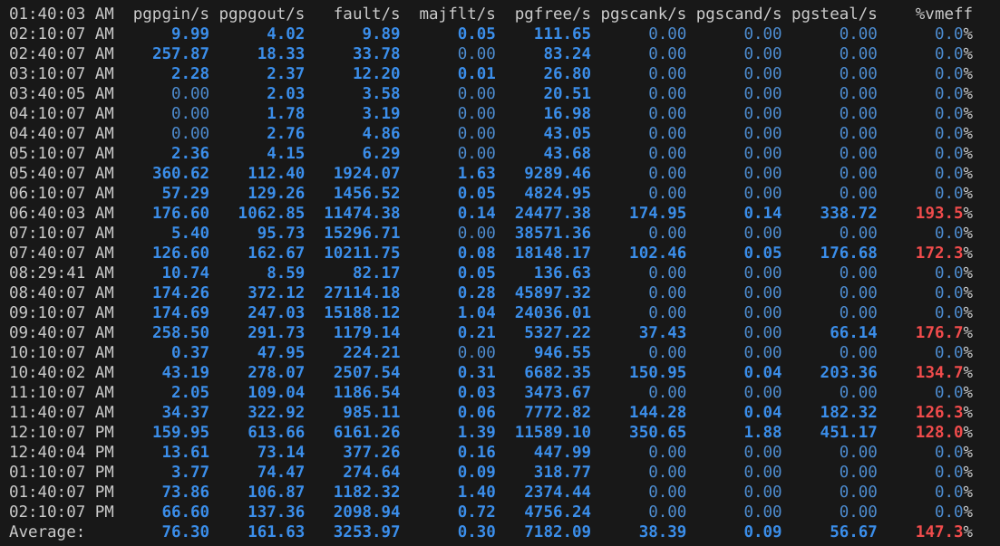 01:40:03 AM pgpgin/s pgpgout/s fault/s majflt/s pgfree/s pgscank/s pgscand/s pgsteal/s %vmeff
02:10:07 AM 9.99 4.02 9.89 0.05 111.65 0.00 0.00 0.00 0.0%
02:40:07 AM 257.87 18.33 33.78 0.00 83.24 0.00 0.00 0.00 0.0%
03:10:07 AM 2.28 2.37 12.20 0.01 26.80 0.00 0.00 0.00 0.0%
03:40:05 AM 0.00 2.03 3.58 0.00 20.51 0.00 0.00 0.00 0.0%
04:10:07 AM 0.00 1.78 3.19 0.00 16.98 0.00 0.00 0.00 0.0%
04:40:07 AM 0.00 2.76 4.86 0.00 43.05 0.00 0.00 0.00 0.0%
05:10:07 AM 2.36 4.15 6.29 0.00 43.68 0.00 0.00 0.00 0.0%
05:40:07 AM 360.62 112.40 1924.07 1.63 9289.46 0.00 0.00 0.00 0.0%
06:10:07 AM 57.29 129.26 1456.52 0.05 4824.95 0.00 0.00 0.00 0.0%
06:40:03 AM 176.60 1062.85 11474.38 0.14 24477.38 174.95 0.14 338.72 193.5%
07:10:07 AM 5.40 95.73 15296.71 0.00 38571.36 0.00 0.00 0.00 0.0%
07:40:07 AM 126.60 162.67 10211.75 0.08 18148.17 102.46 0.05 176.68 172.3%
08:29:41 AM 10.74 8.59 82.17 0.05 136.63 0.00 0.00 0.00 0.0%
08:40:07 AM 174.26 372.12 27114.18 0.28 45897.32 0.00 0.00 0.00 0.0%
09:10:07 AM 174.69 247.03 15188.12 1.04 24036.01 0.00 0.00 0.00 0.0%
09:40:07 AM 258.50 291.73 1179.14 0.21 5327.22 37.43 0.00 66.14 176.7%
10:10:07 AM 0.37 47.95 224.21 0.00 946.55 0.00 0.00 0.00 0.0%
10:40:02 AM 43.19 278.07 2507.54 0.31 6682.35 150.95 0.04 203.36 134.7%
11:10:07 AM 2.05 109.04 1186.54 0.03 3473.67 0.00 0.00 0.00 0.0%
11:40:07 AM 34.37 322.92 985.11 0.06 7772.82 144.28 0.04 182.32 126.3%
12:10:07 PM 159.95 613.66 6161.26 1.39 11589.10 350.65 1.88 451.17 128.0%
12:40:04 PM 13.61 73.14 377.26 0.16 447.99 0.00 0.00 0.00 0.0%
01:10:07 PM 3.77 74.47 274.64 0.09 318.77 0.00 0.00 0.00 0.0%
01:40:07 PM 73.86 106.87 1182.32 1.40 2374.44 0.00 0.00 0.00 0.0%
02:10:07 PM 66.60 137.36 2098.94 0.72 4756.24 0.00 0.00 0.00 0.0%
Average: 76.30 161.63 3253.97 0.30 7182.09 38.39 0.09 56.67 147.3%